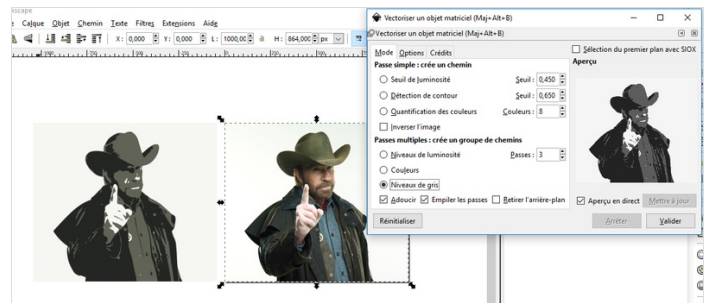 nkscape
Calque Objet Chemin Texte Filtres Extensions Aide
X: 0,000 Y: 0,000 L: 1000,00 H: 864,000 px
Vectoriser un objet matriciel (Maj+Alt+B)
Vectoriser un objet matriciel (Maj+Alt+B)
Mode Options Crédits
Sélection du premier plan avec SIOX
Passe simple : crée un chemin
Aperçu
Seuil de luminosité Seuil : 0,450
Détection de contour Seuil : 0,650
Quantification des couleurs Couleurs : 8
Inverser l'image
Passes multiples : crée un groupe de chemins
Niveaux de luminosité Passes : 3
Couleurs
Niveaux de gris
Adoucir Empiler les passes Retirer l'arrière-plan
Aperçu en direct Mettre à jour
Réinitialiser
Arrêter Valider